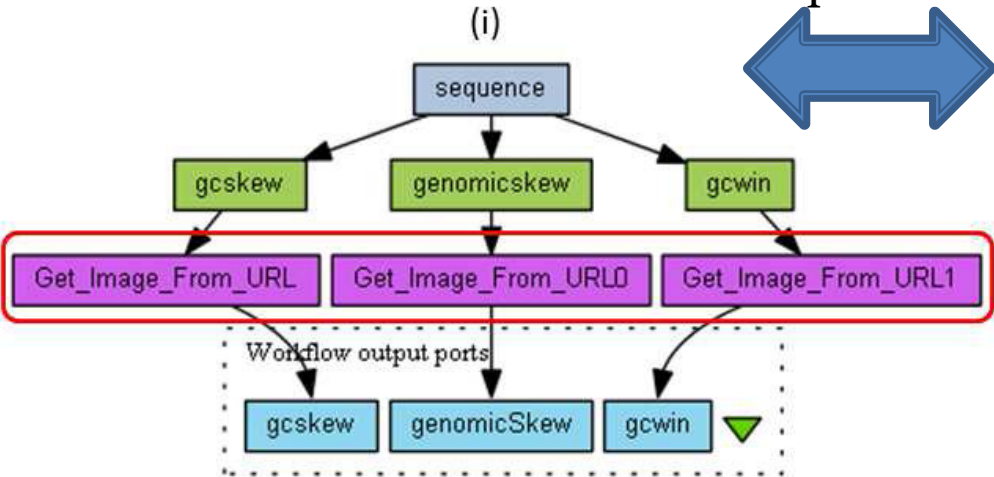 (i)
sequence
gcskew genomicskew gcwin
Get_Image_From_URL Get_Image_From_URL0 Get_Image_From_URL1
Workflow output ports
gcskew genomicSkew gcwin